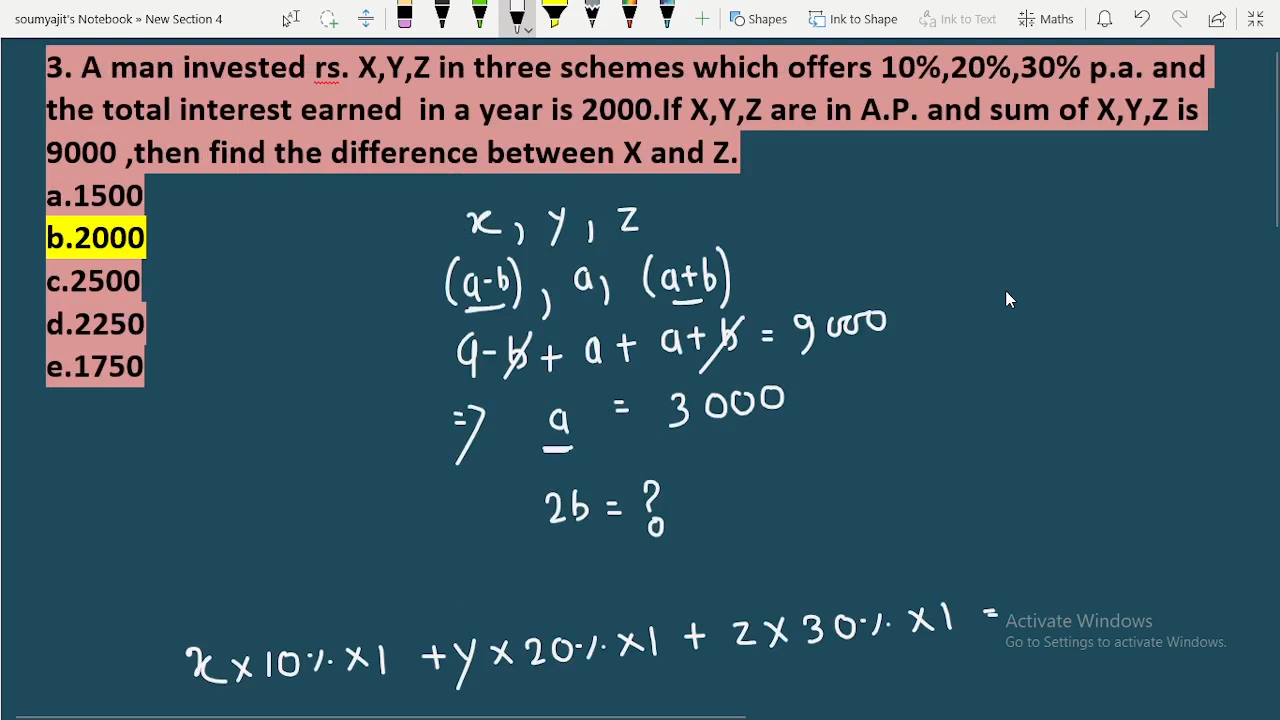 soumyajit's Notebook » New Section 4
Shapes
Ink to Shape
Ink to Text
Maths
3. A man invested rs. X,Y,Z in three schemes which offers 10%,20%,30% p.a. and
the total interest earned in a year is 2000.If X,Y,Z are in A.P. and sum of X,Y,Z is
9000 ,then find the difference between X and Z.
a.1500
b.2000
c.2500
d.2250
e.1750
x, y, z
(a-b), a, (a+b)
a-b+a+a+b=9000
=> a = 3000
2b = ?
x×10%×1 +y×20%×1 + z×30%×1 =
Activate Windows
Go to Settings to activate Windows.